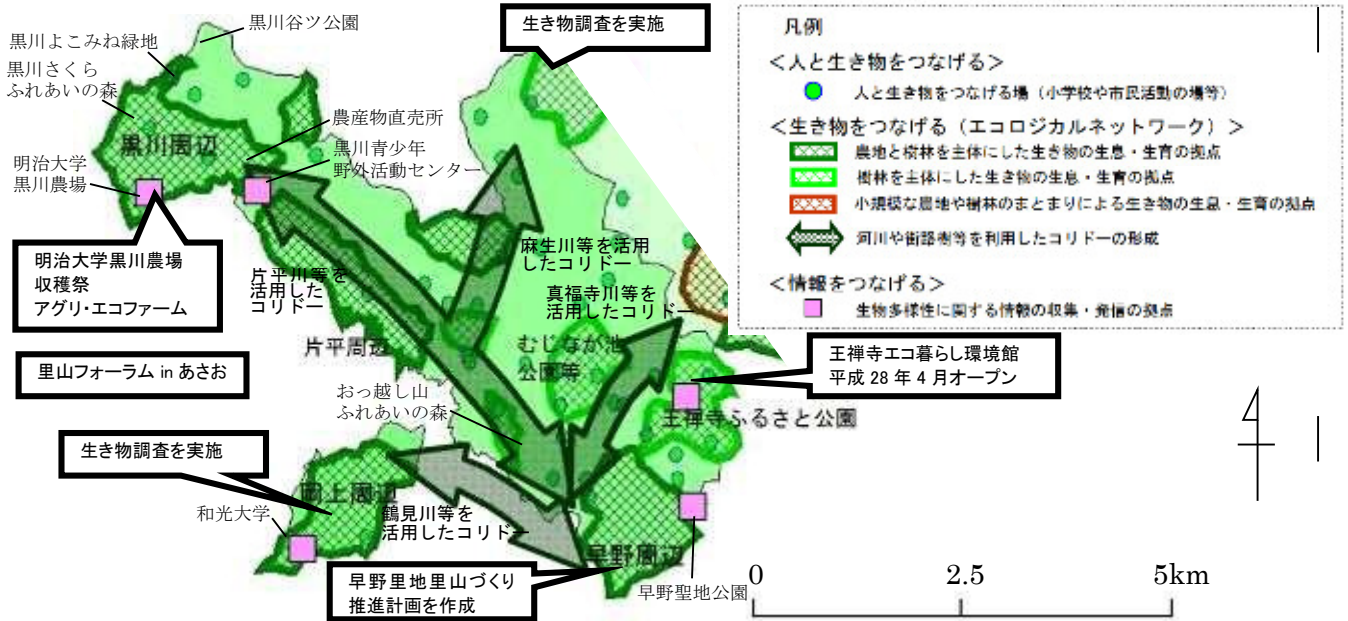 黒川谷ツ公園
黒川よこみね緑地
黒川さくら
ふれあいの森
黒川周辺
農産物直売所
黒川青少年
野外活動センター
明治大学
黒川農場
明治大学黒川農場
収穫祭
アグリ・エコファーム
里山フォーラム in あさお
生き物調査を実施
片平川等を
活用した
コリドー
片平周辺
麻生川等を活用
したコリドー
真福寺川等を
活用したコリドー
むじなが池
公園等
おっ越し山
ふれあいの森
王禅寺エコ暮らし環境館
平成 28 年 4 月オープン
王禅寺ふるさと公園
生き物調査を実施
岡上周辺
和光大学
鶴見川等を
活用したコリドー
早野周辺
早野里地里山づくり
推進計画を作成
早野聖地公園
凡例
<人と生き物をつなげる>
人と生き物をつなげる場（小学校や市民活動の場等）
<生き物をつなげる（エコロジカルネットワーク）>
農地と樹林を主体にした生き物の生息・生育の拠点
樹林を主体にした生き物の生息・生育の拠点
小規模な農地や樹林のまとまりによる生き物の生息・生育の拠点
河川や街路樹等を利用したコリドーの形成
<情報をつなげる>
生物多様性に関する情報の収集・発信の拠点
0 2.5 5km